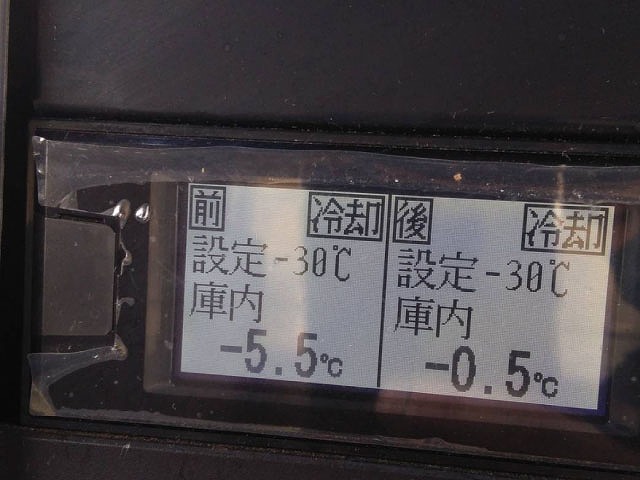 前 冷却
設定-30℃
庫内
-5.5℃
後 冷却
設定-30℃
庫内
-0.5℃